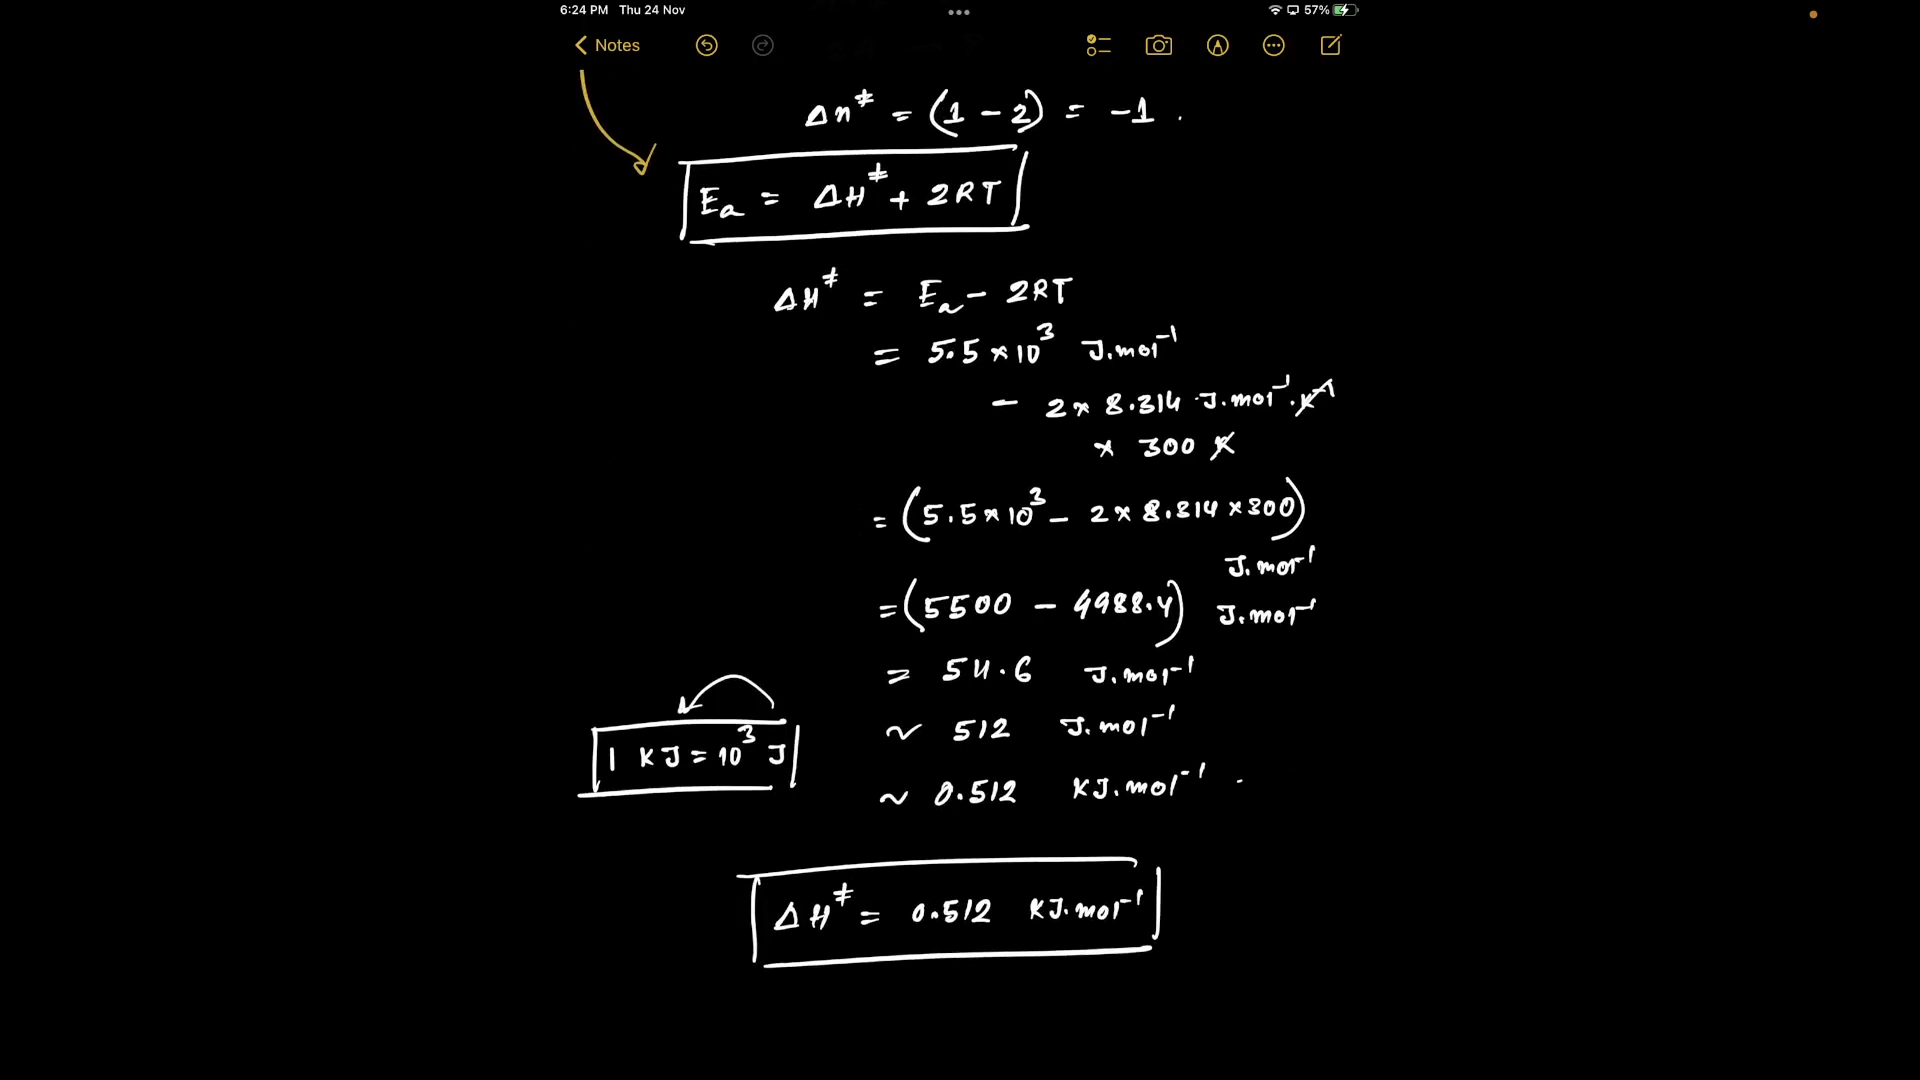 6:24 PM Thu 24 Nov 57%
Notes
Δn‡ = (1 - 2) = -1 .
Ea = ΔH‡ + 2RT
ΔH‡ = Ea - 2RT
= 5.5 × 10³ J.mol⁻¹
- 2 × 8.314 J.mol⁻¹.K⁻¹
× 300 K
= (5.5 × 10³ - 2 × 8.314 × 300)
J.mol⁻¹
= (5500 - 4988.4) J.mol⁻¹
= 511.6 J.mol⁻¹
~ 512 J.mol⁻¹
1 KJ = 10³ J
~ 0.512 KJ.mol⁻¹ .
ΔH‡ = 0.512 KJ.mol⁻¹